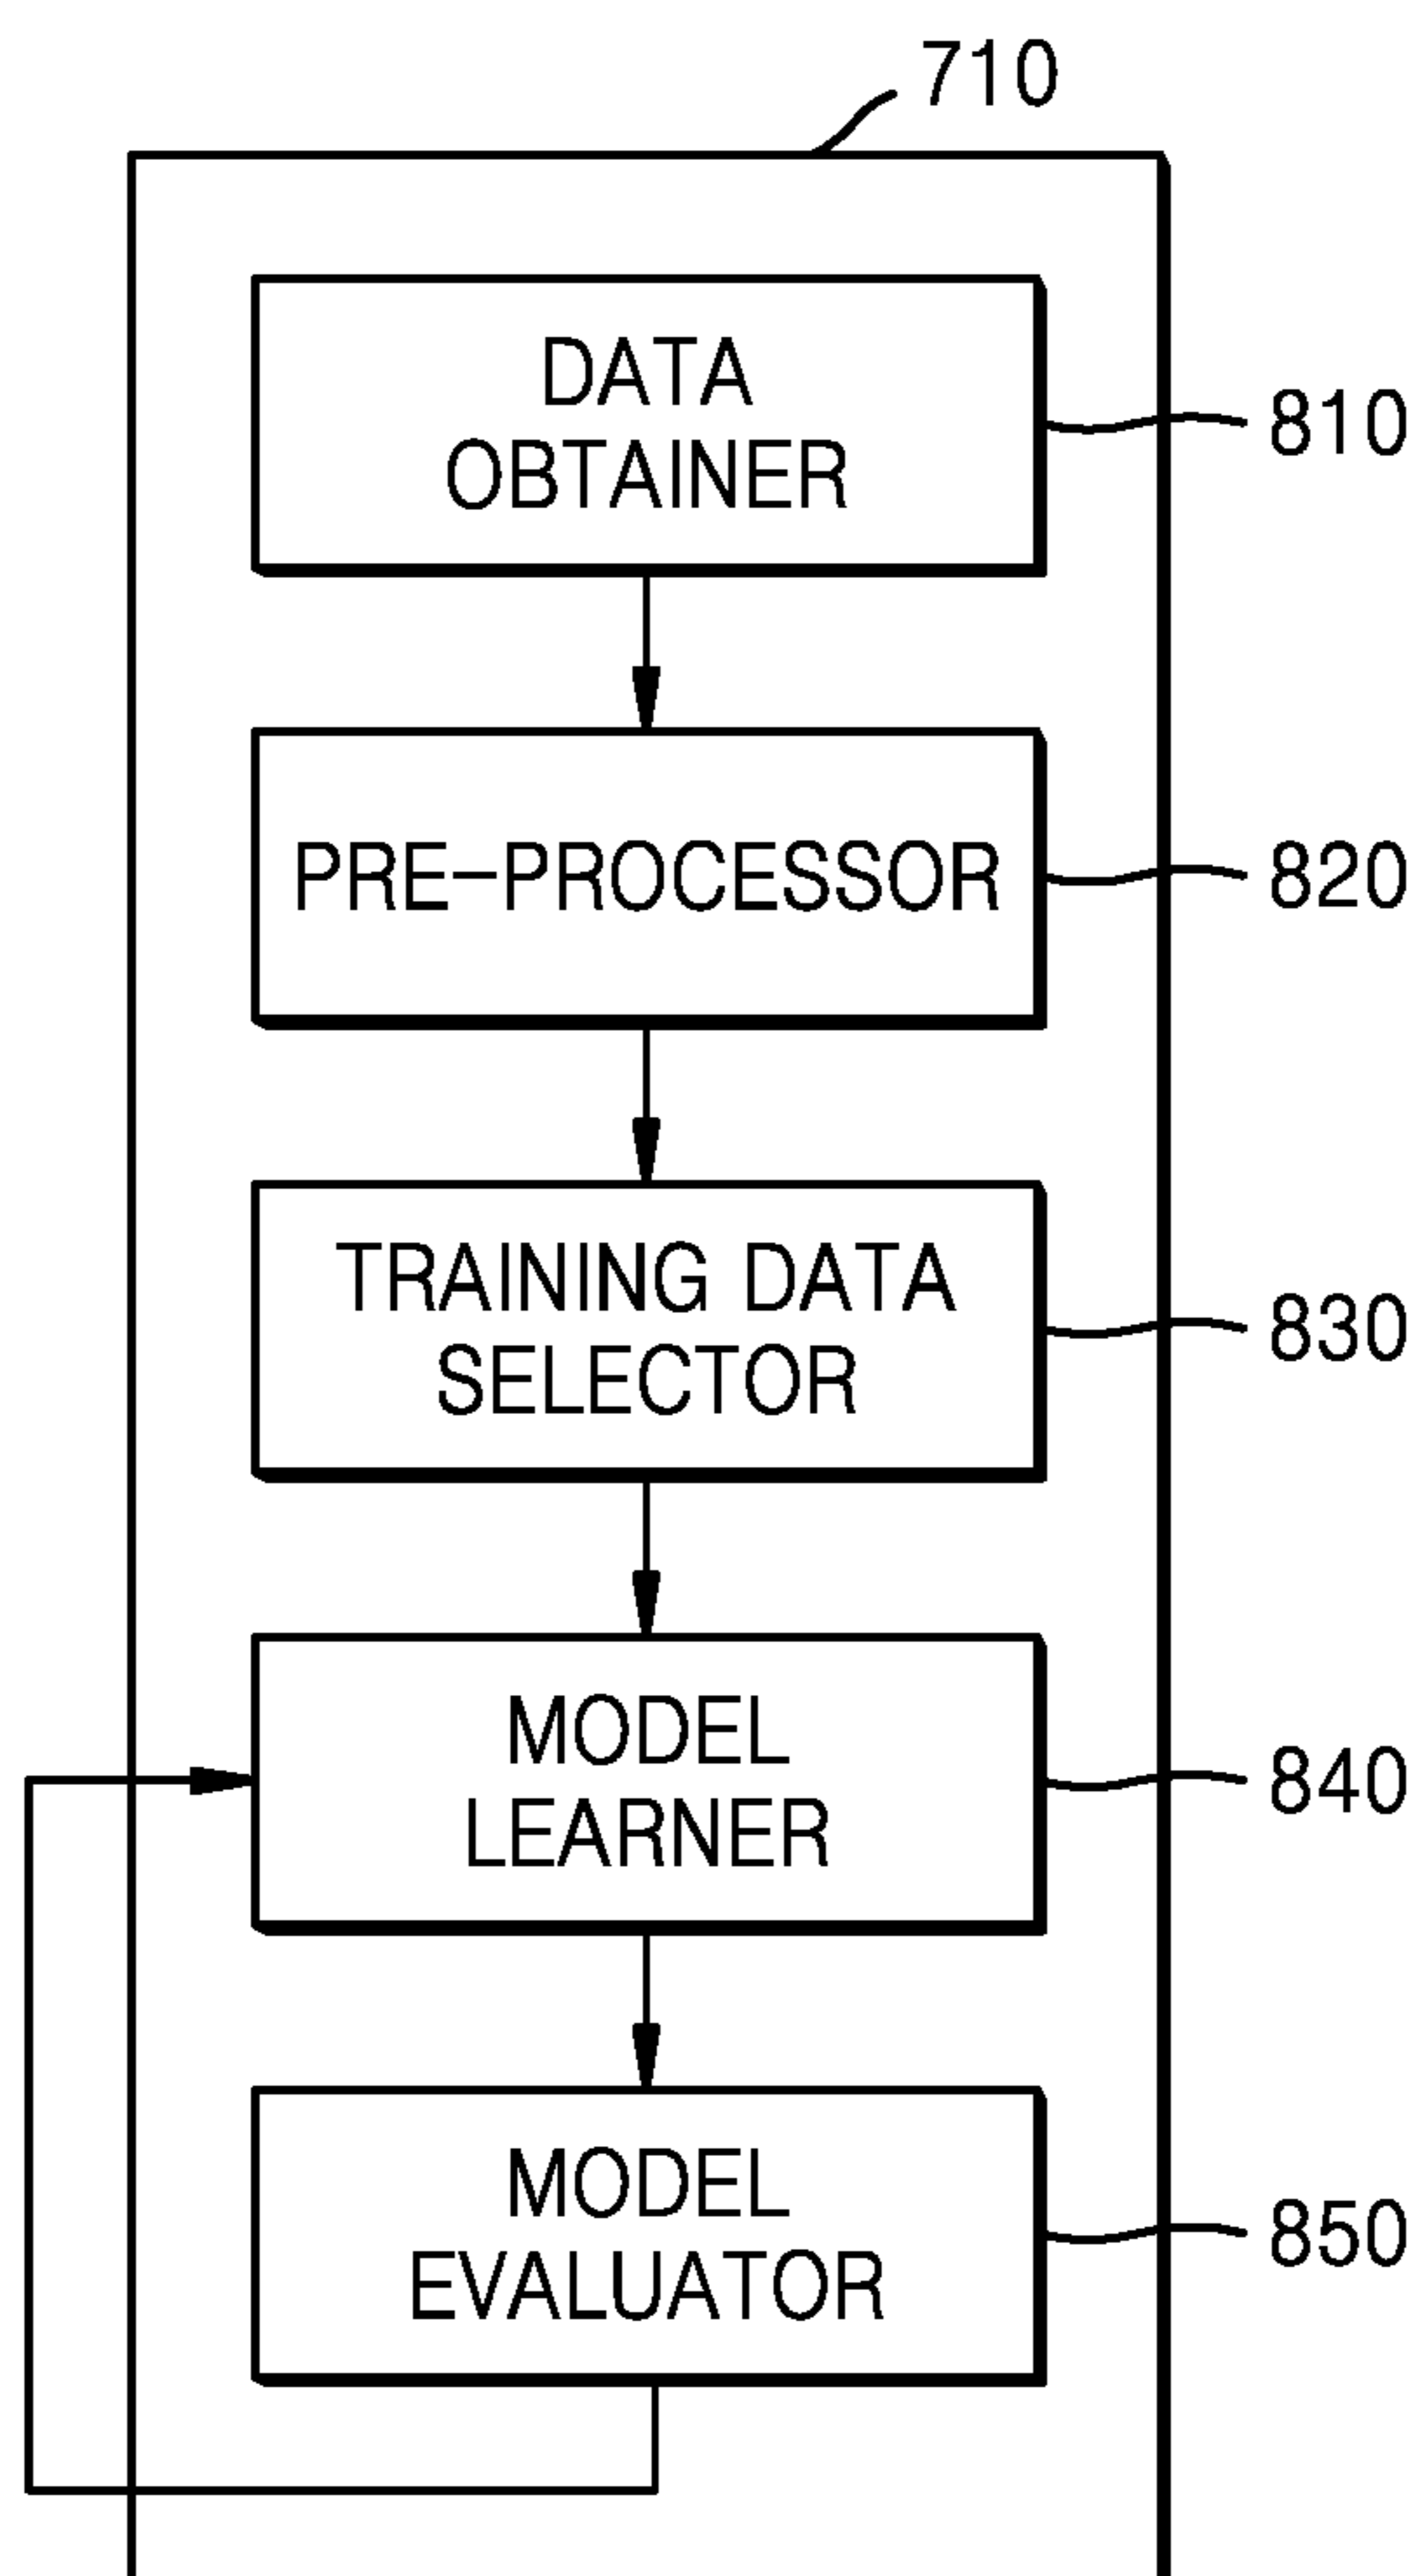 710
DATA
OBTAINER
810
PRE-PROCESSOR
820
TRAINING DATA
SELECTOR
830
MODEL
LEARNER
840
MODEL
EVALUATOR
850